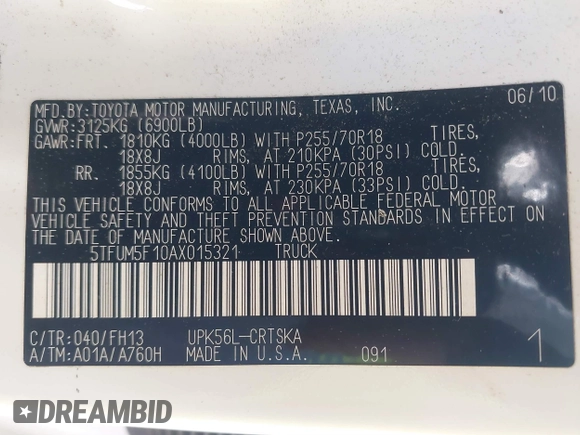 MFD.BY:TOYOTA MOTOR MANUFACTURING, TEXAS, INC. 06/10
GVWR:3125KG (6900LB)
GAWR:FRT. 1810KG (4000LB) WITH P255/70R18 TIRES,
18X8J RIMS, AT 210KPA (30PSI) COLD.
RR. 1855KG (4100LB) WITH P255/70R18 TIRES,
18X8J RIMS, AT 230KPA (33PSI) COLD.
THIS VEHICLE CONFORMS TO ALL APPLICABLE FEDERAL MOTOR
VEHICLE SAFETY AND THEFT PREVENTION STANDARDS IN EFFECT ON
THE DATE OF MANUFACTURE SHOWN ABOVE.
5TFUM5F10AX015321 TRUCK
C/TR:040/FH13 UPK56L-CRTSKA
A/TM:A01A/A760H MADE IN U.S.A. 091 1
DREAMBID